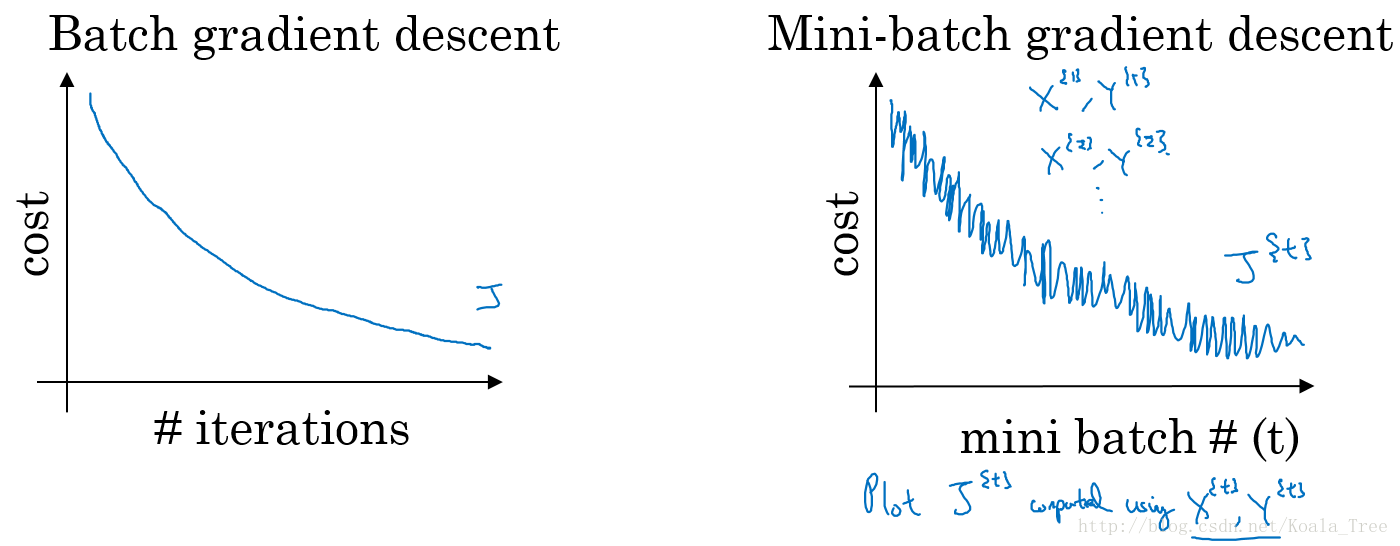 Batch gradient descent
cost
J
# iterations
Mini-batch gradient descent
X^{1}, Y^{1}
X^{2}, Y^{2}.
⋮
cost
J^{t}
mini batch # (t)
Plot J^{t} computed using X^{t}, Y^{t}
http://blog.csdn.net/Koala_Tree